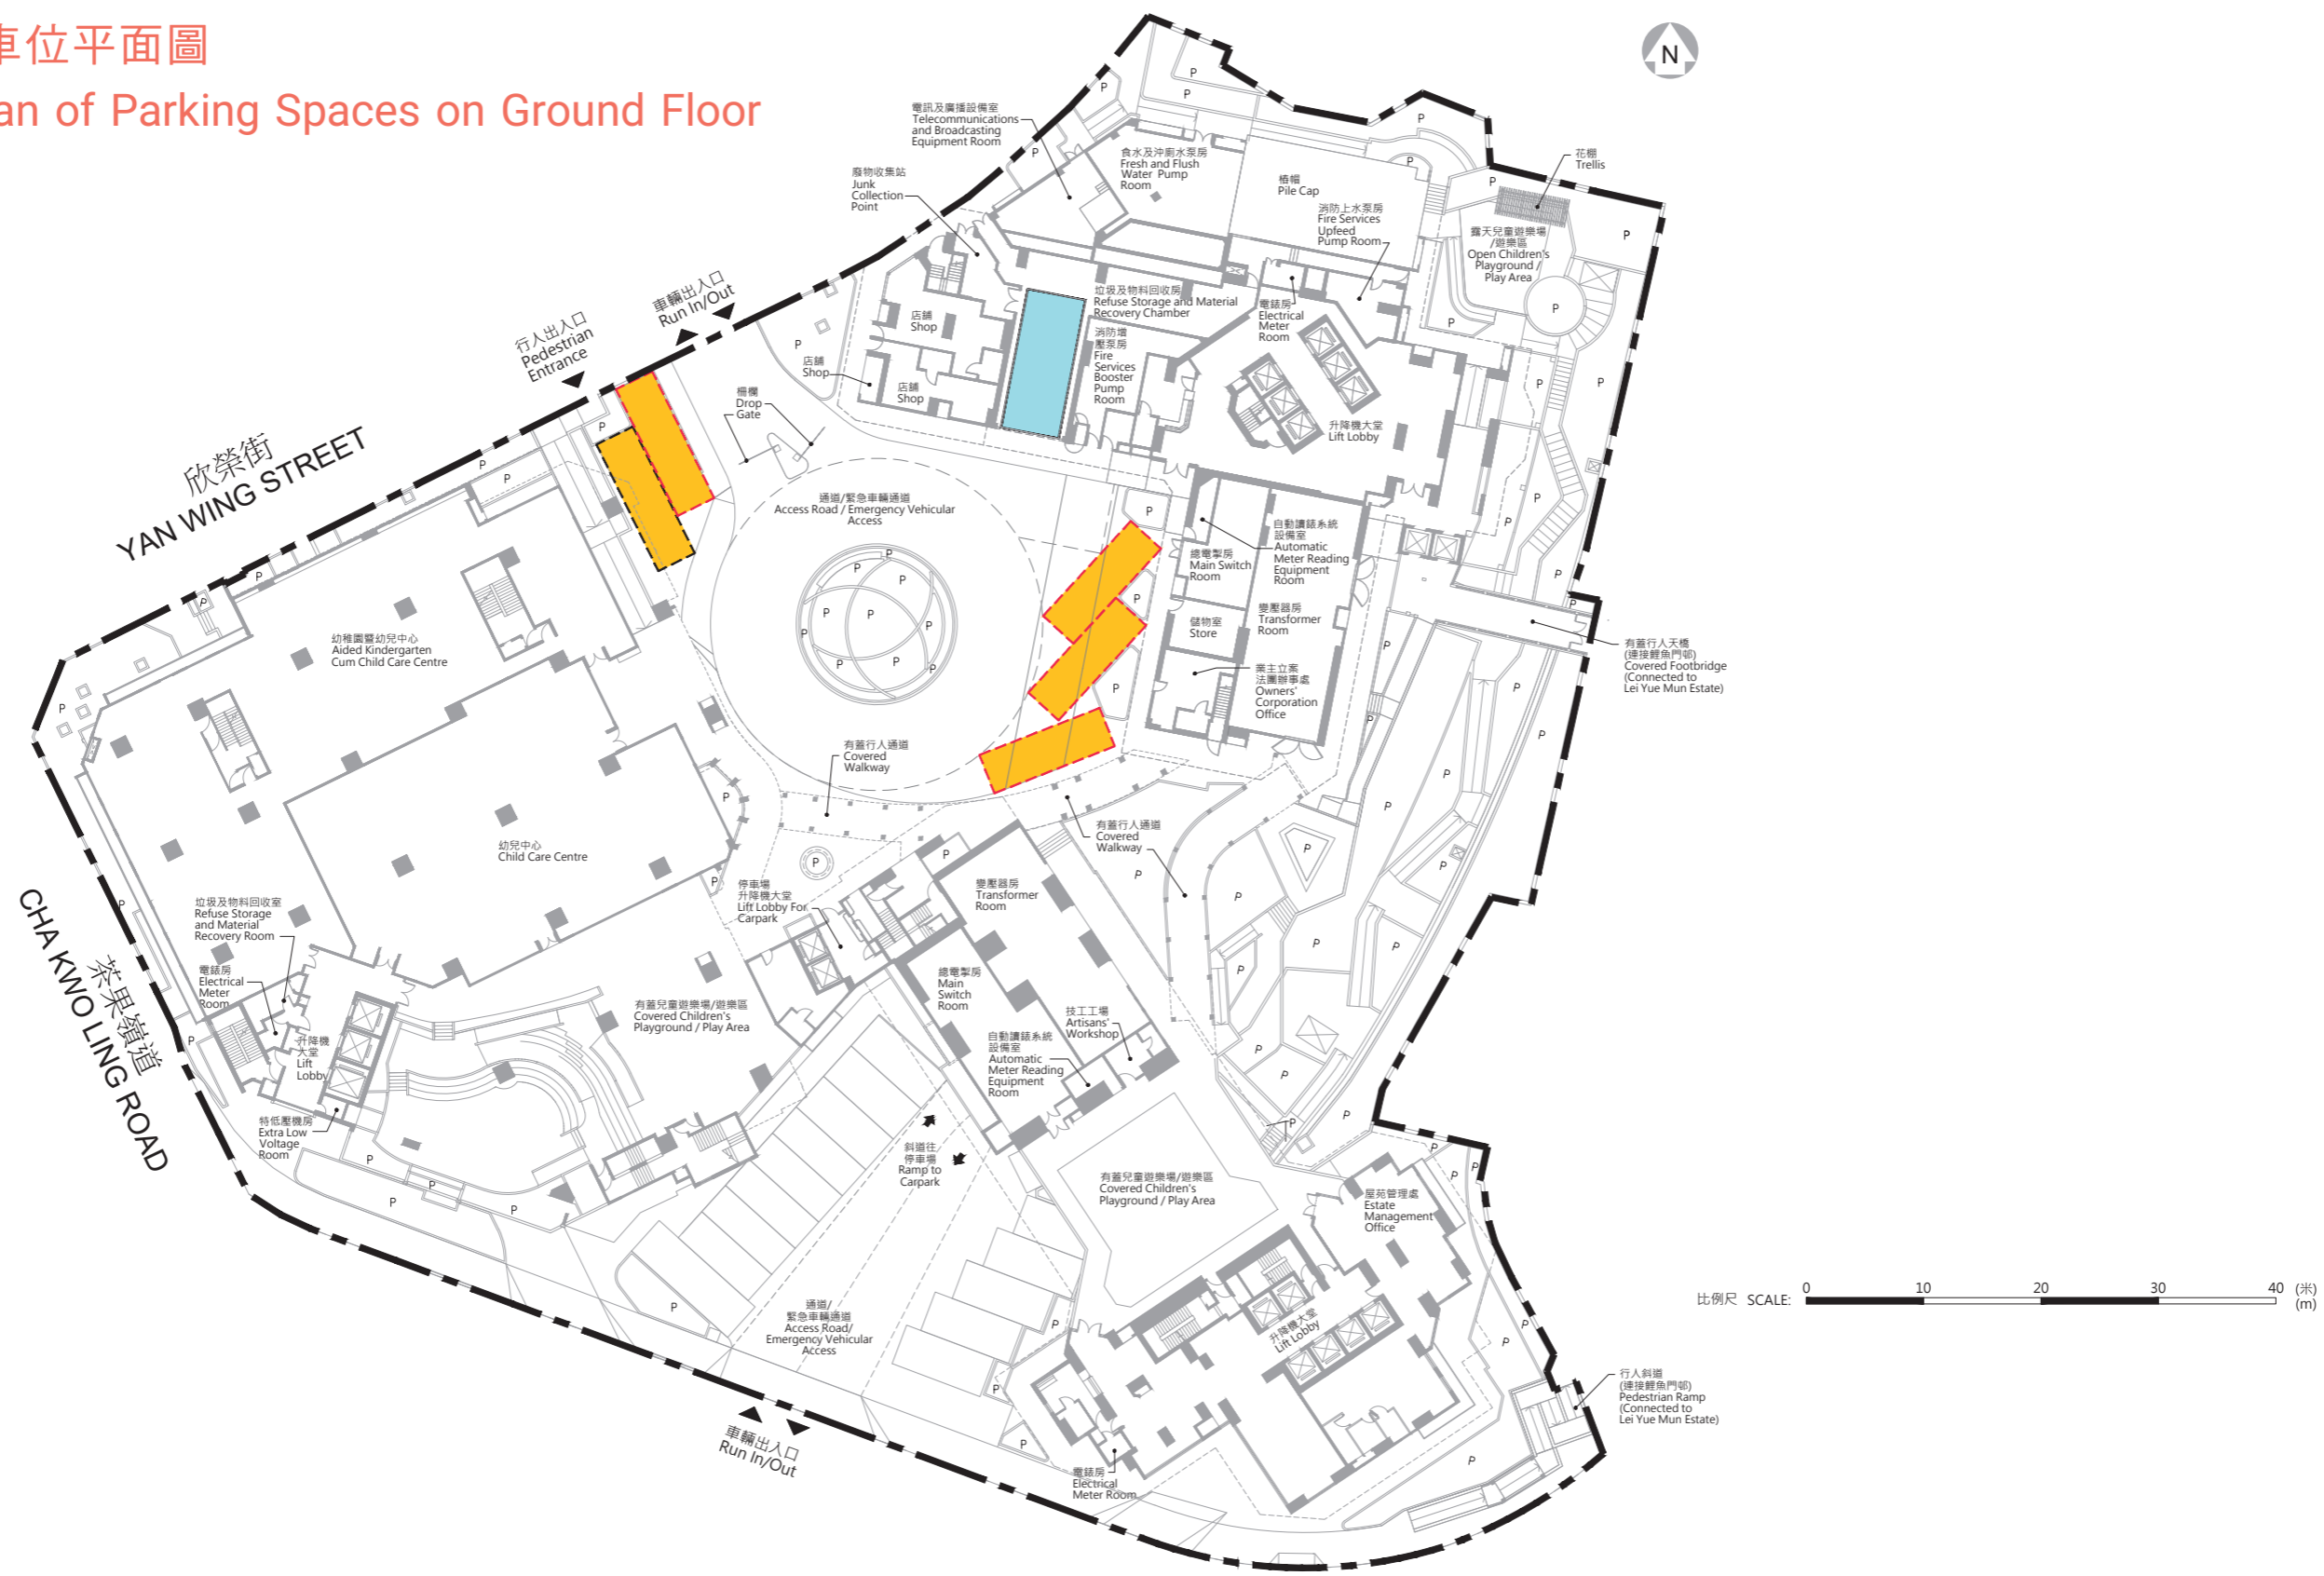 車位平面圖
an of Parking Spaces on Ground Floor
N
電訊及廣播設備室
Telecommunications
and Broadcasting
Equipment Room
廢物收集站
Junk
Collection
Point
食水及沖廁水泵房
Fresh and Flush
Water Pump
Room
樁帽
Pile Cap
消防上水泵房
Fire Services
Upfeed
Pump Room
花棚
Trellis
露天兒童遊樂場
/遊樂區
Open Children's
Playground /
Play Area
車輛出入口
Run In/Out
行人出入口
Pedestrian
Entrance
店舖
Shop
店舖
Shop
店舖
Shop
垃圾及物料回收房
Refuse Storage and Material
Recovery Chamber
消防增
壓泵房
Fire
Services
Booster
Pump
Room
電錶房
Electrical
Meter
Room
升降機大堂
Lift Lobby
柵欄
Drop
Gate
欣榮街
YAN WING STREET
通道/緊急車輛通道
Access Road / Emergency Vehicular
Access
總電掣房
Main Switch
Room
自動讀錶系統
設備室
Automatic
Meter Reading
Equipment
Room
儲物室
Store
變壓器房
Transformer
Room
業主立案
法團辦事處
Owners'
Corporation
Office
有蓋行人天橋
(連接鯉魚門邨)
Covered Footbridge
(Connected to
Lei Yue Mun Estate)
幼稚園暨幼兒中心
Aided Kindergarten
Cum Child Care Centre
有蓋行人通道
Covered
Walkway
有蓋行人通道
Covered
Walkway
幼兒中心
Child Care Centre
停車場
升降機大堂
Lift Lobby For
Carpark
變壓器房
Transformer
Room
垃圾及物料回收室
Refuse Storage
and Material
Recovery Room
電錶房
Electrical
Meter
Room
茶果嶺道
CHA KWO LING ROAD
升降機
大堂
Lift
Lobby
特低壓機房
Extra Low
Voltage
Room
有蓋兒童遊樂場/遊樂區
Covered Children's
Playground / Play Area
總電掣房
Main
Switch
Room
技工工場
Artisans'
Workshop
自動讀錶系統
設備室
Automatic
Meter Reading
Equipment
Room
斜道往
停車場
Ramp to
Carpark
有蓋兒童遊樂場/遊樂區
Covered Children's
Playground / Play Area
屋苑管理處
Estate
Management
Office
通道/
緊急車輛通道
Access Road/
Emergency Vehicular
Access
升降機大堂
Lift Lobby
車輛出入口
Run In/Out
電錶房
Electrical
Meter Room
行人斜道
(連接鯉魚門邨)
Pedestrian Ramp
(Connected to
Lei Yue Mun Estate)
比例尺 SCALE: 0 10 20 30 40 (米)
(m)